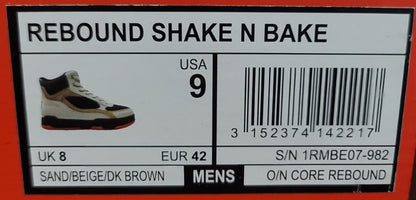 REBOUND SHAKE N BAKE
USA
9
3 152374 142217
UK 8 EUR 42 S/N 1RMBE07-982
SAND/BEIGE/DK BROWN MENS O/N CORE REBOUND